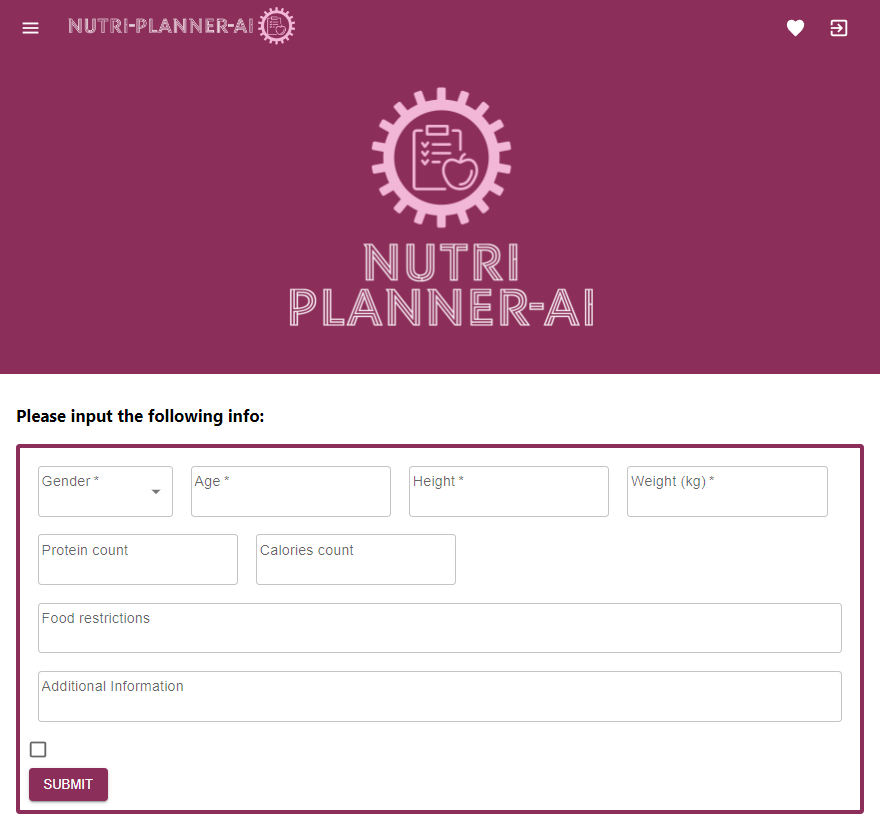 NUTRI-PLANNER-AI
NUTRI
PLANNER-AI
Please input the following info:
Gender *
Age *
Height *
Weight (kg) *
Protein count
Calories count
Food restrictions
Additional Information
SUBMIT